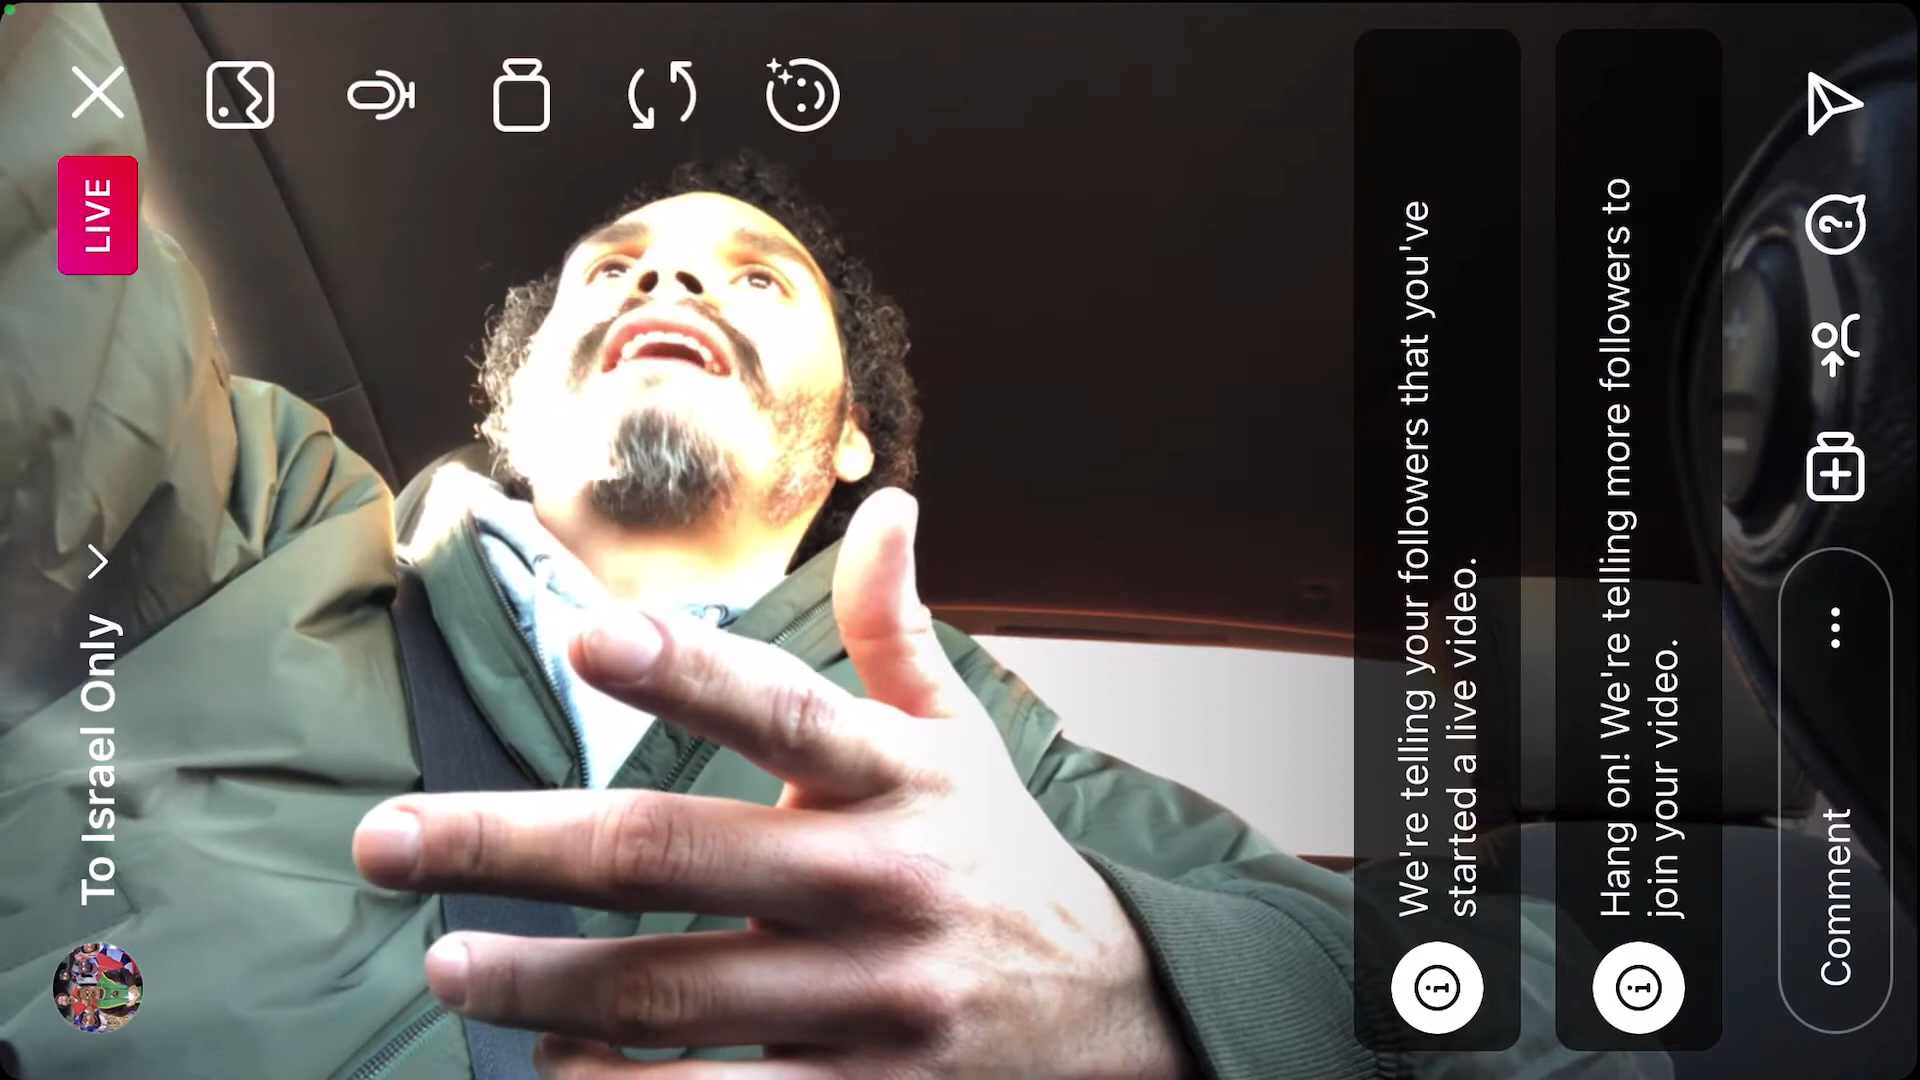 To Israel Only
LIVE
We're telling your followers that you've
started a live video.
Hang on! We're telling more followers to
join your video.
Comment